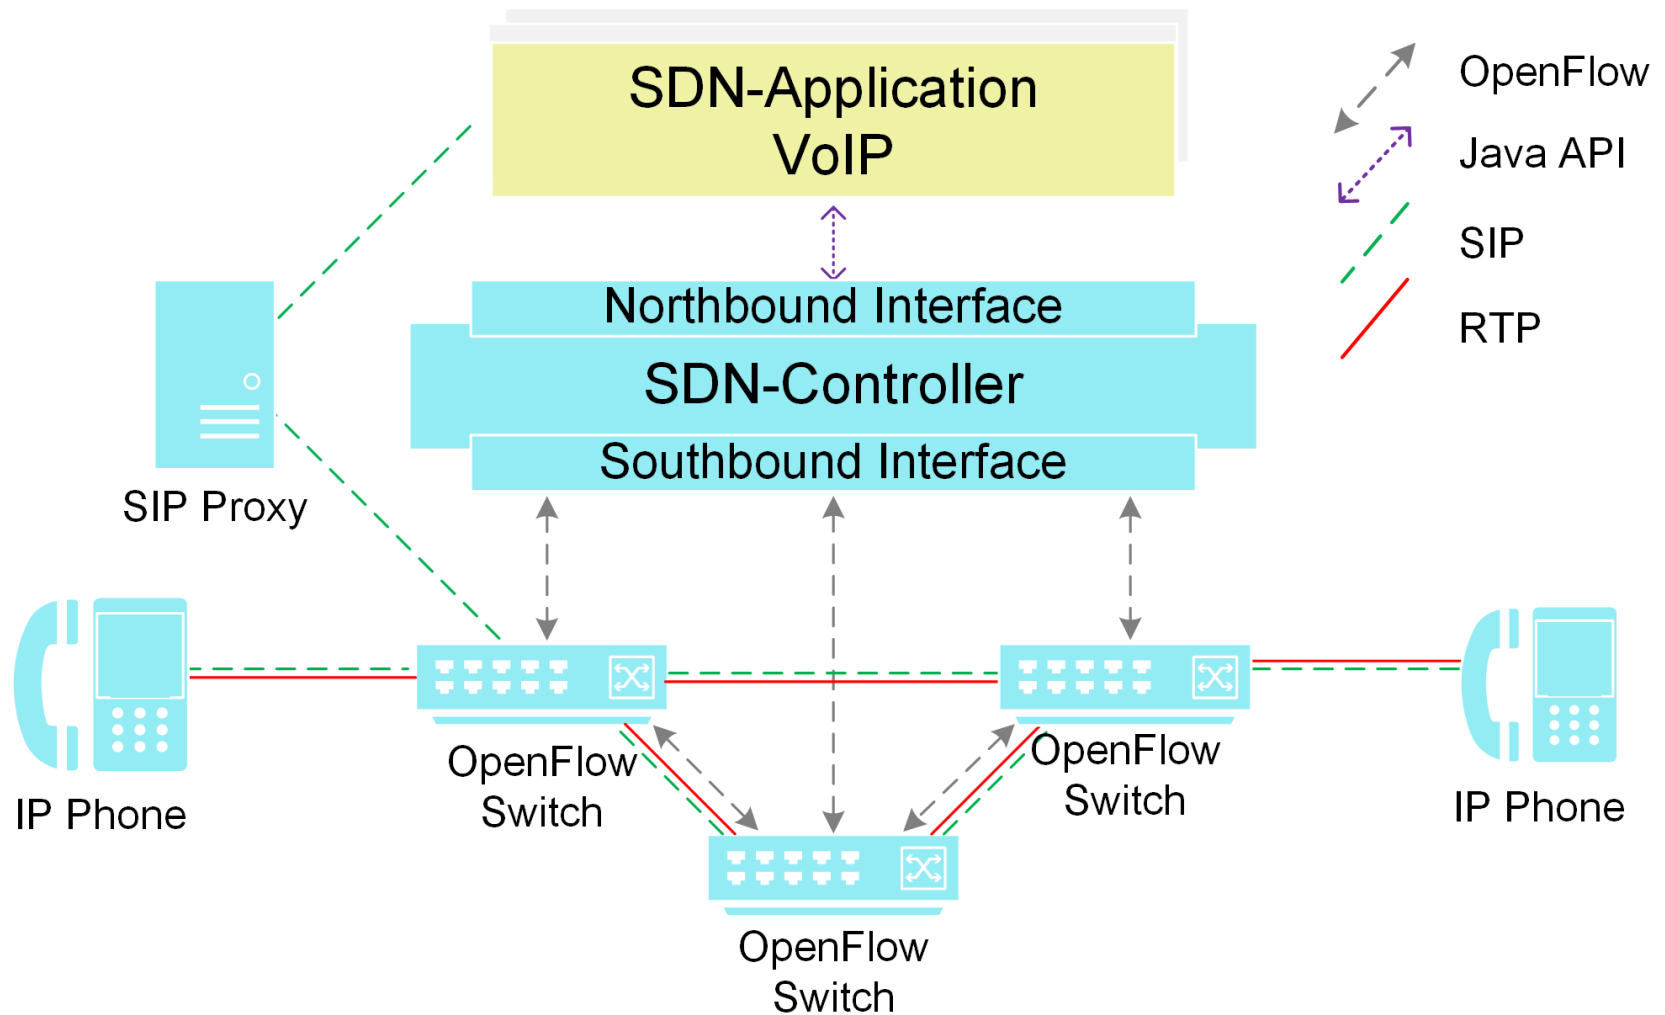 SDN-Application
VoIP
OpenFlow
Java API
SIP
RTP
Northbound Interface
SDN-Controller
Southbound Interface
SIP Proxy
IP Phone
OpenFlow
Switch
OpenFlow
Switch
IP Phone
OpenFlow
Switch